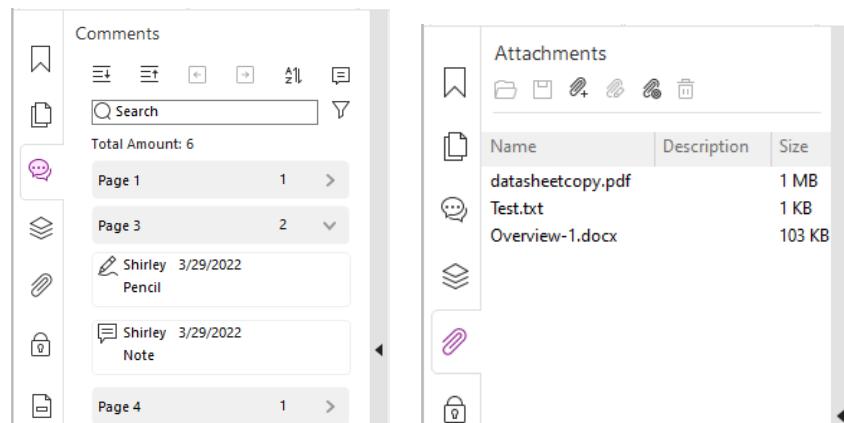 Comments
Search
Total Amount: 6
Page 1 1
Page 3 2
Shirley 3/29/2022
Pencil
Shirley 3/29/2022
Note
Page 4 1
Attachments
Name Description Size
datasheetcopy.pdf 1 MB
Test.txt 1 KB
Overview-1.docx 103 KB